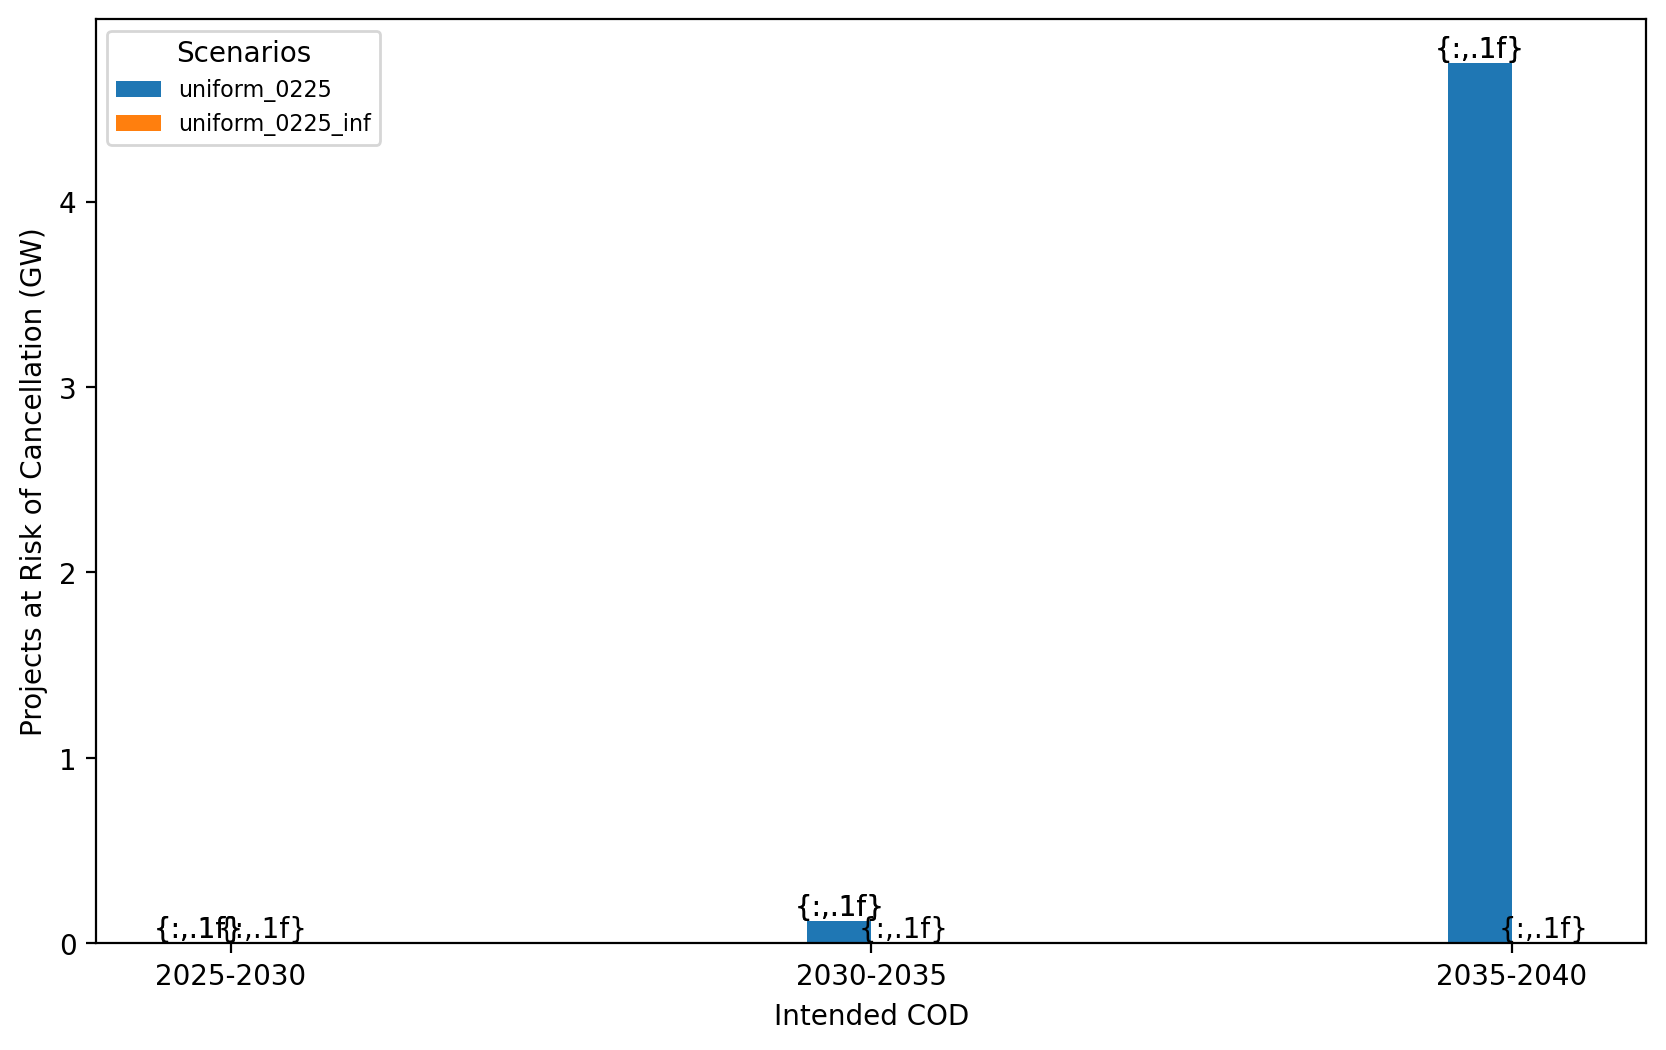 Scenarios
uniform_0225
uniform_0225_inf
Projects at Risk of Cancellation (GW)
4
3
2
1
0
{:,.1f}
{:,.1f}
{:,.1f}
{:,.1f}
{:,.1f}
{:,.1f}
2025-2030
2030-2035
2035-2040
Intended COD